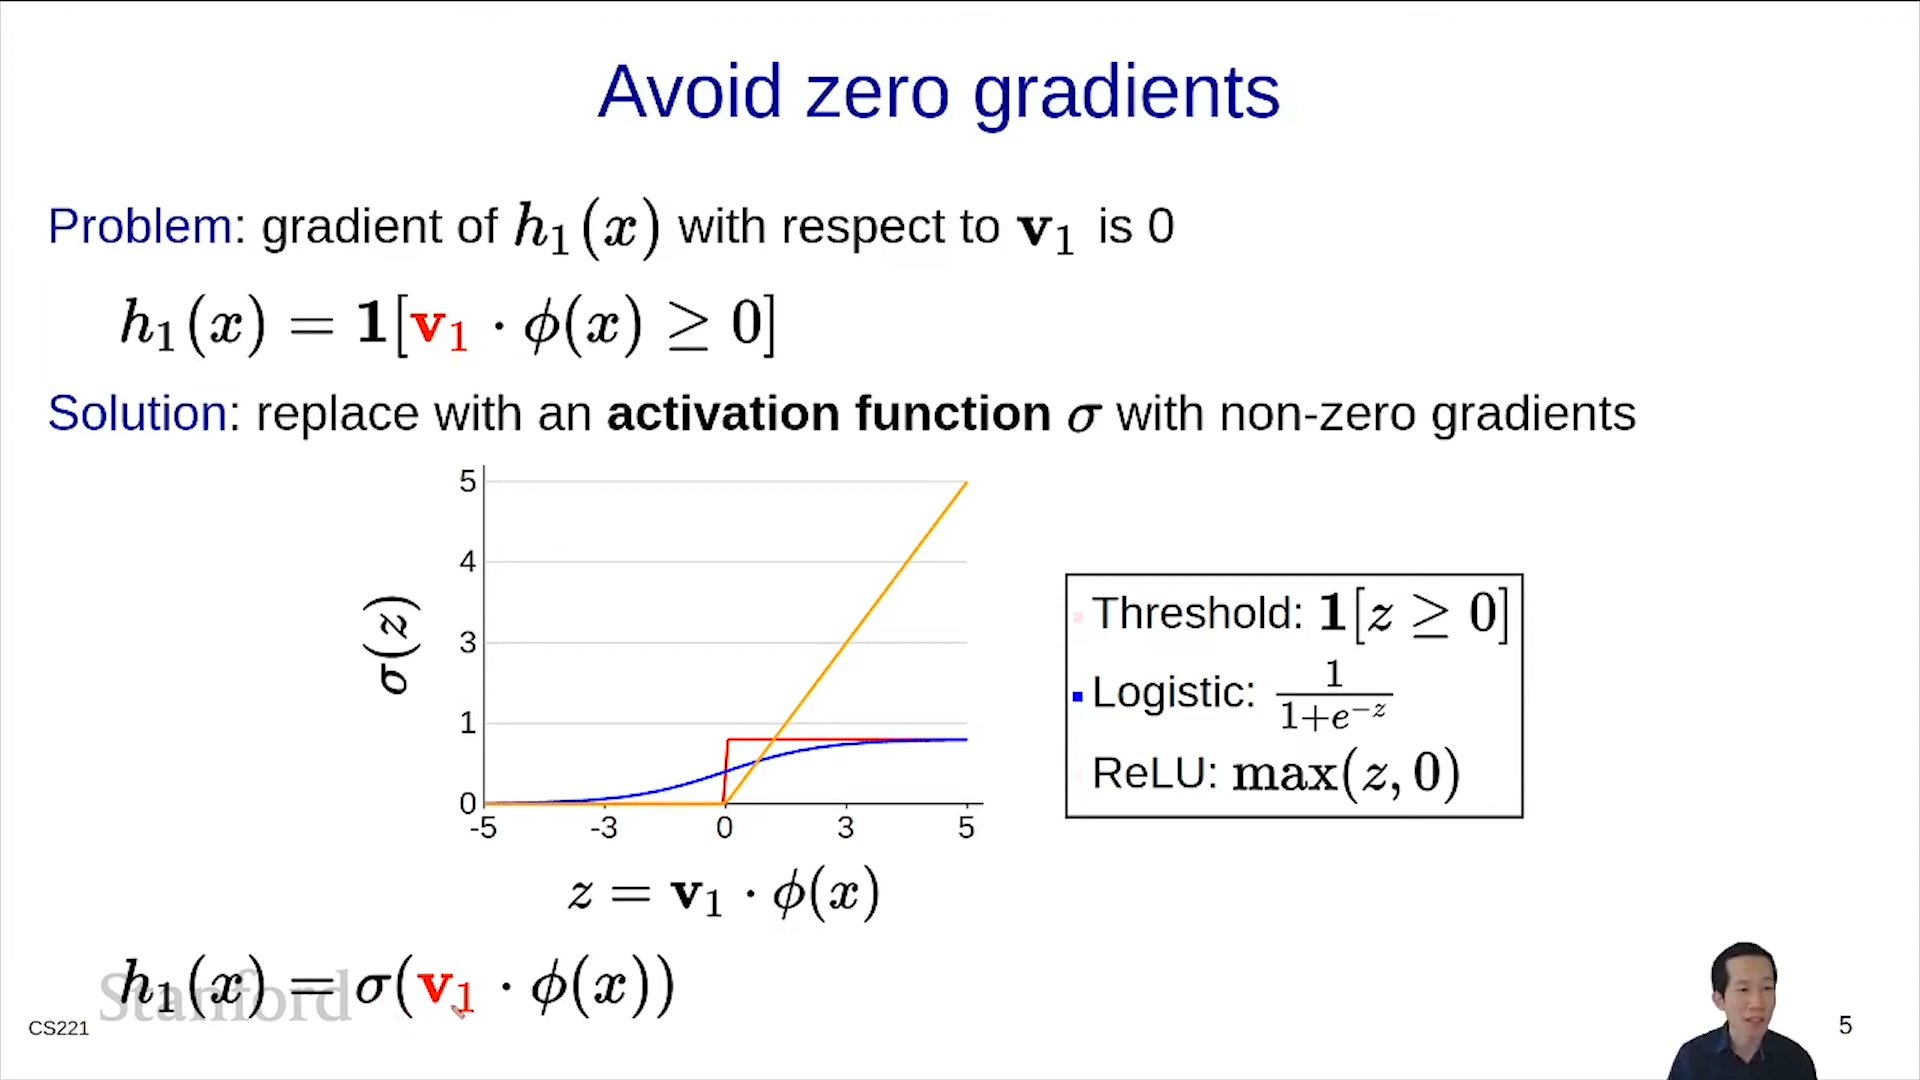 Avoid zero gradients
Problem: gradient of h₁(x) with respect to v₁ is 0
h₁(x) = 1[v₁ · ϕ(x) ≥ 0]
Solution: replace with an activation function σ with non-zero gradients
5
4
3
1
0
σ(z)
-5 -3 0 3 5
z = v₁ · ϕ(x)
Threshold: 1[z ≥ 0]
Logistic: 1/(1+e^{−z})
ReLU: max(z, 0)
h₁(x) = σ(v₁ · ϕ(x))
Stanford
CS221
5